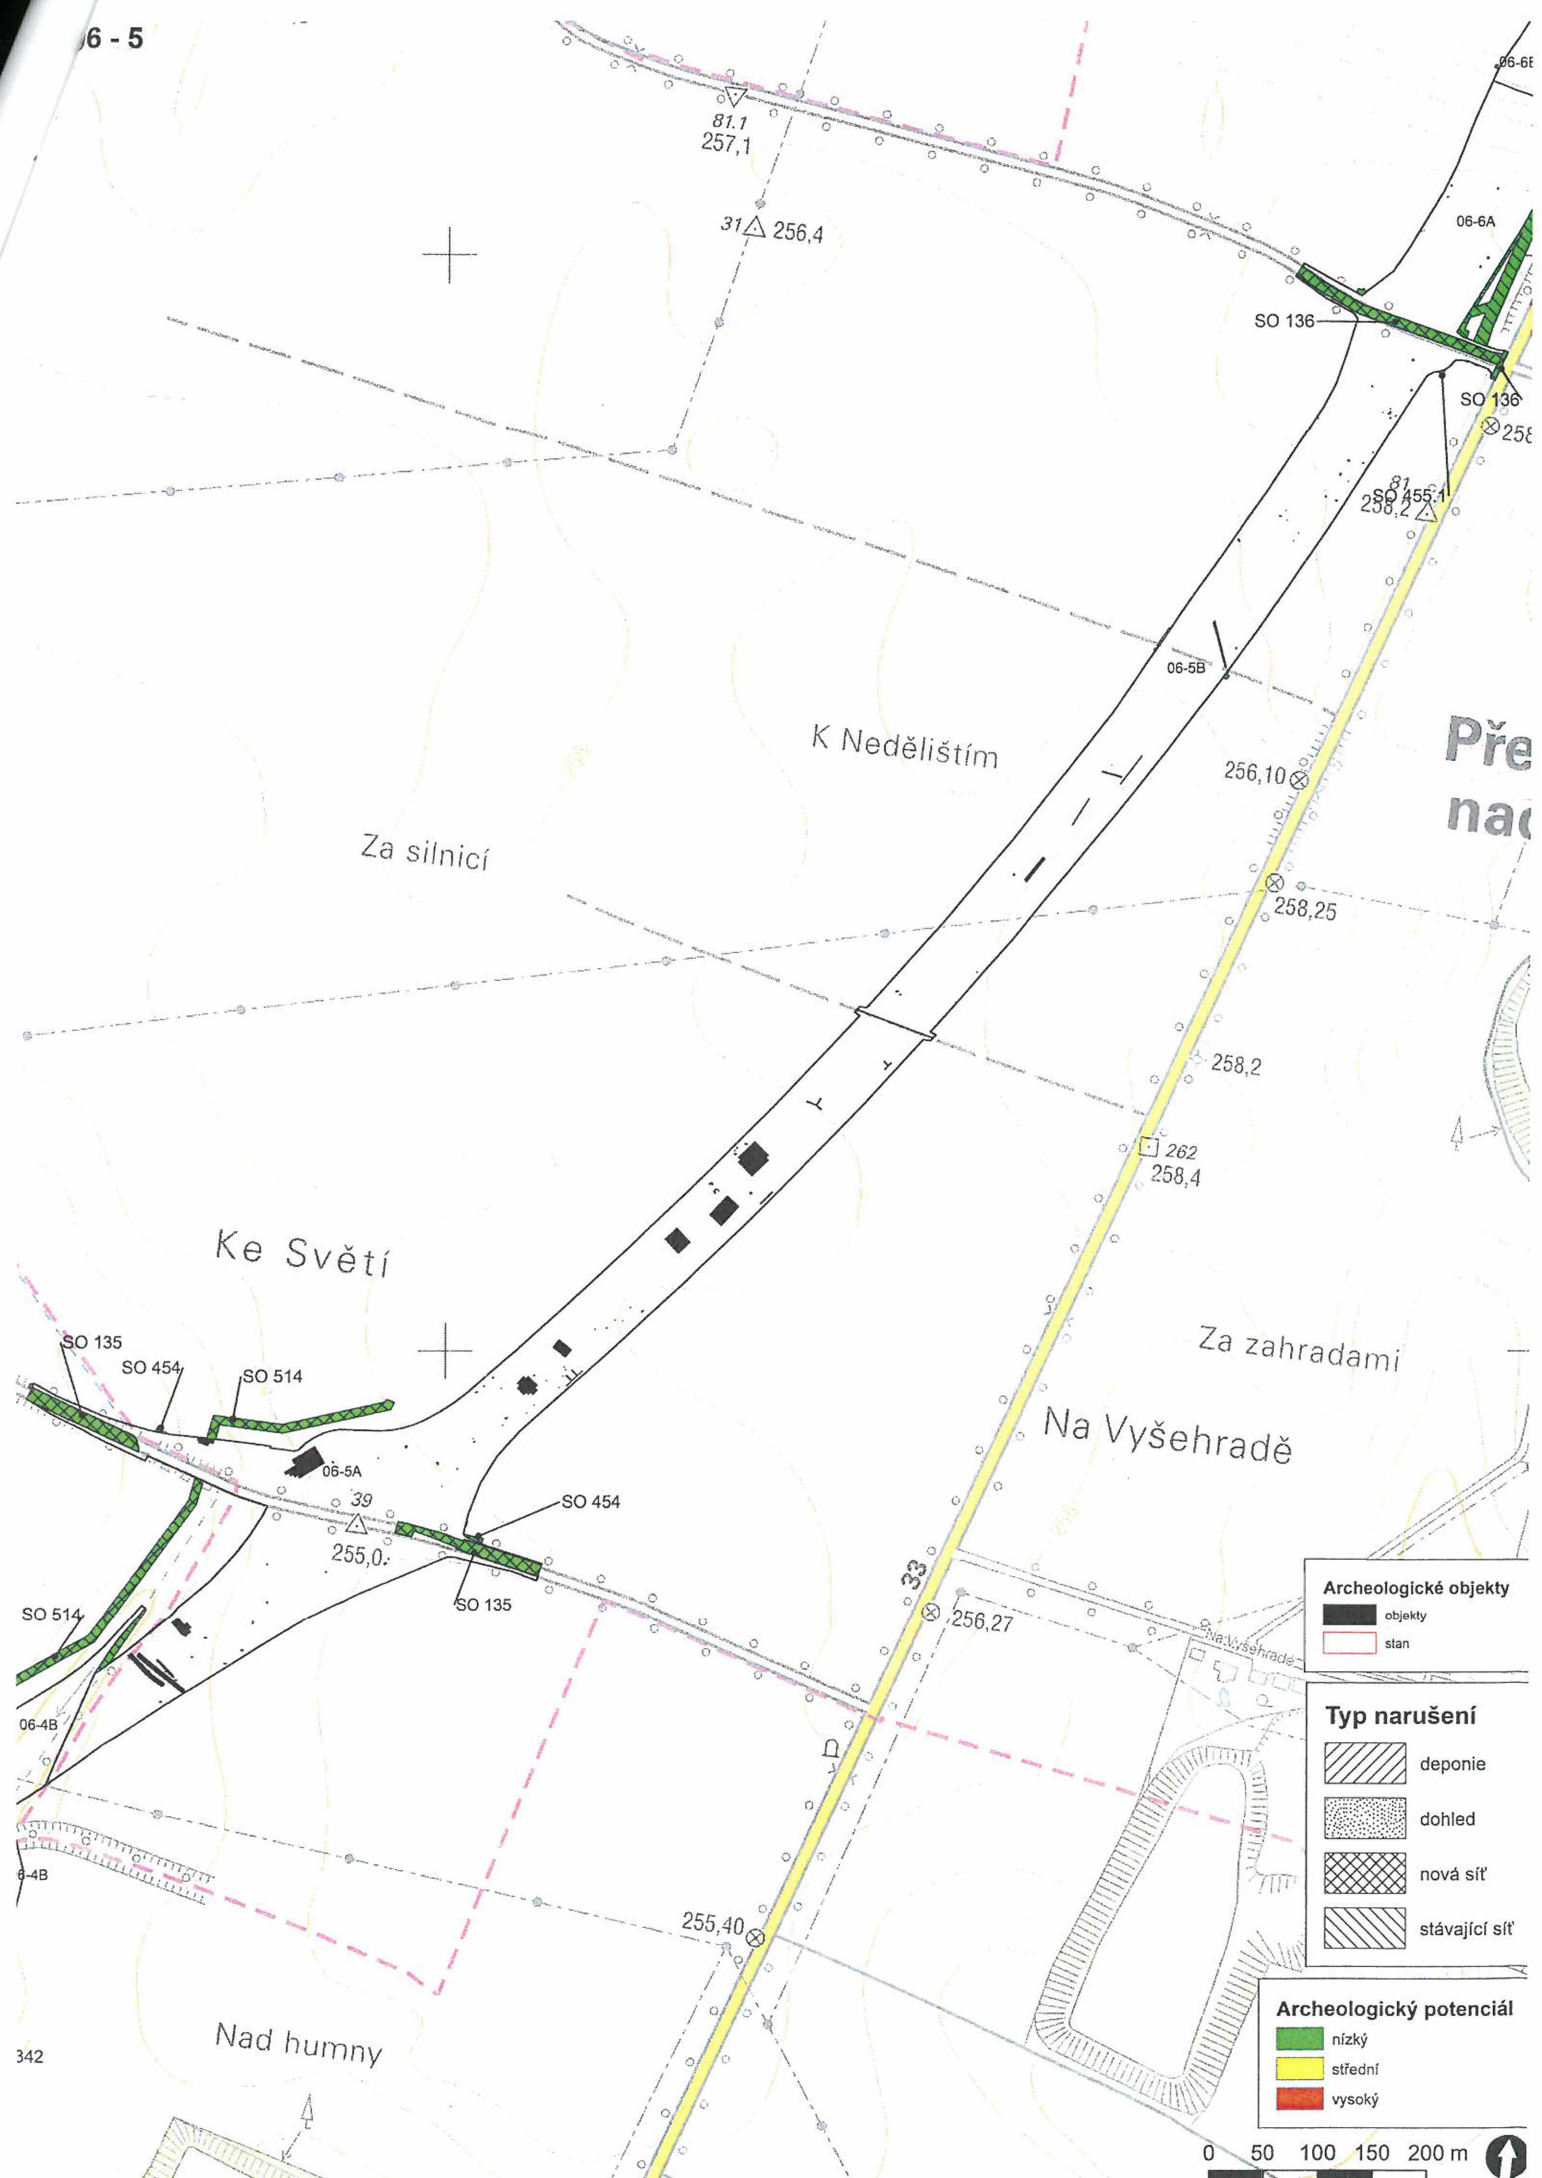 6 - 5
06-6B
81.1
257,1
31 256,4
06-6A
SO 136
SO 136
258
81
SO 455.1
258,2
06-5B
K Nedělištím
Pře
nad
256,10
Za silnicí
258,25
258,2
262
258,4
Ke Světí
SO 135
SO 454
SO 514
Za zahradami
Na Vyšehradě
06-5A
39
SO 454
255,0
33
SO 135
SO 514
256,27
Na Vyšehradě
06-4B
6-4B
255,40
Nad humny
342
Archeologické objekty
objekty
stan
Typ narušení
deponie
dohled
nová síť
stávající síť
Archeologický potenciál
nízký
střední
vysoký
0 50 100 150 200 m